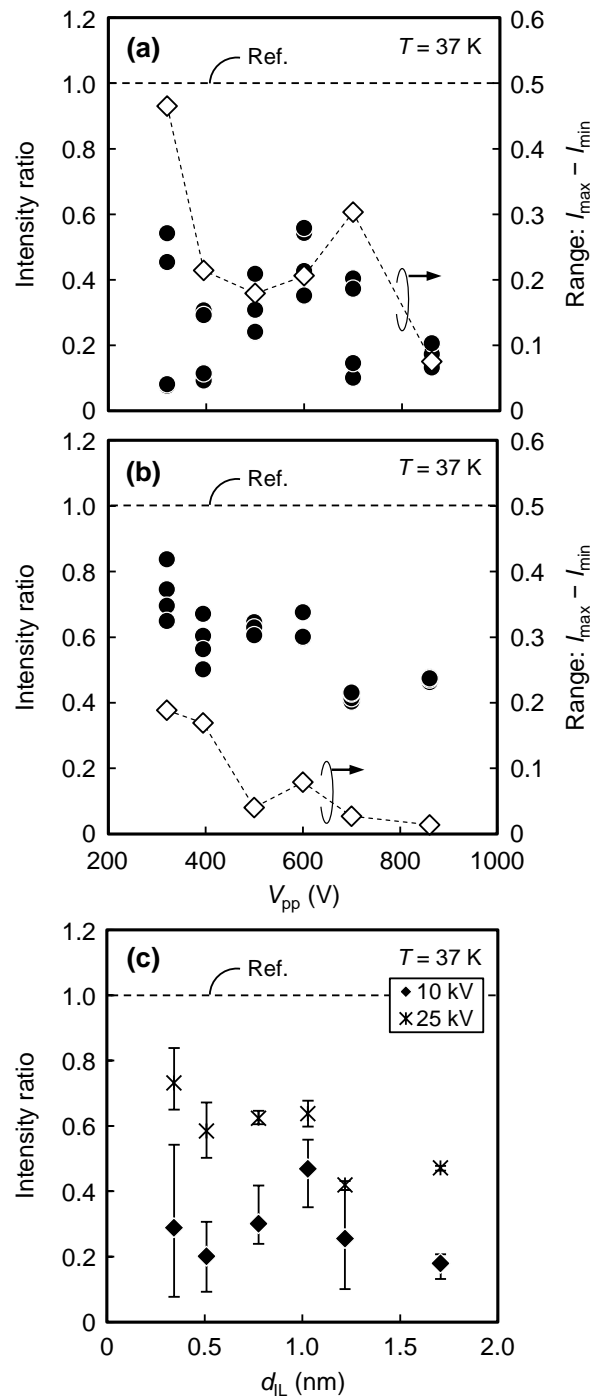 (a)
T = 37 K
Ref.
Intensity ratio
1.2
1.0
0.8
0.6
0.4
0.2
0
Range: Imax − Imin
0.6
0.5
0.4
0.3
0.2
0.1
0
(b)
T = 37 K
Ref.
Intensity ratio
1.2
1.0
0.8
0.6
0.4
0.2
0
Range: Imax − Imin
0.6
0.5
0.4
0.3
0.2
0.1
0.0
200 400 600 800 1000
Vpp (V)
(c)
T = 37 K
Ref.
10 kV
25 kV
Intensity ratio
1.2
1.0
0.8
0.6
0.4
0.2
0
0 0.5 1.0 1.5 2.0
dIL (nm)